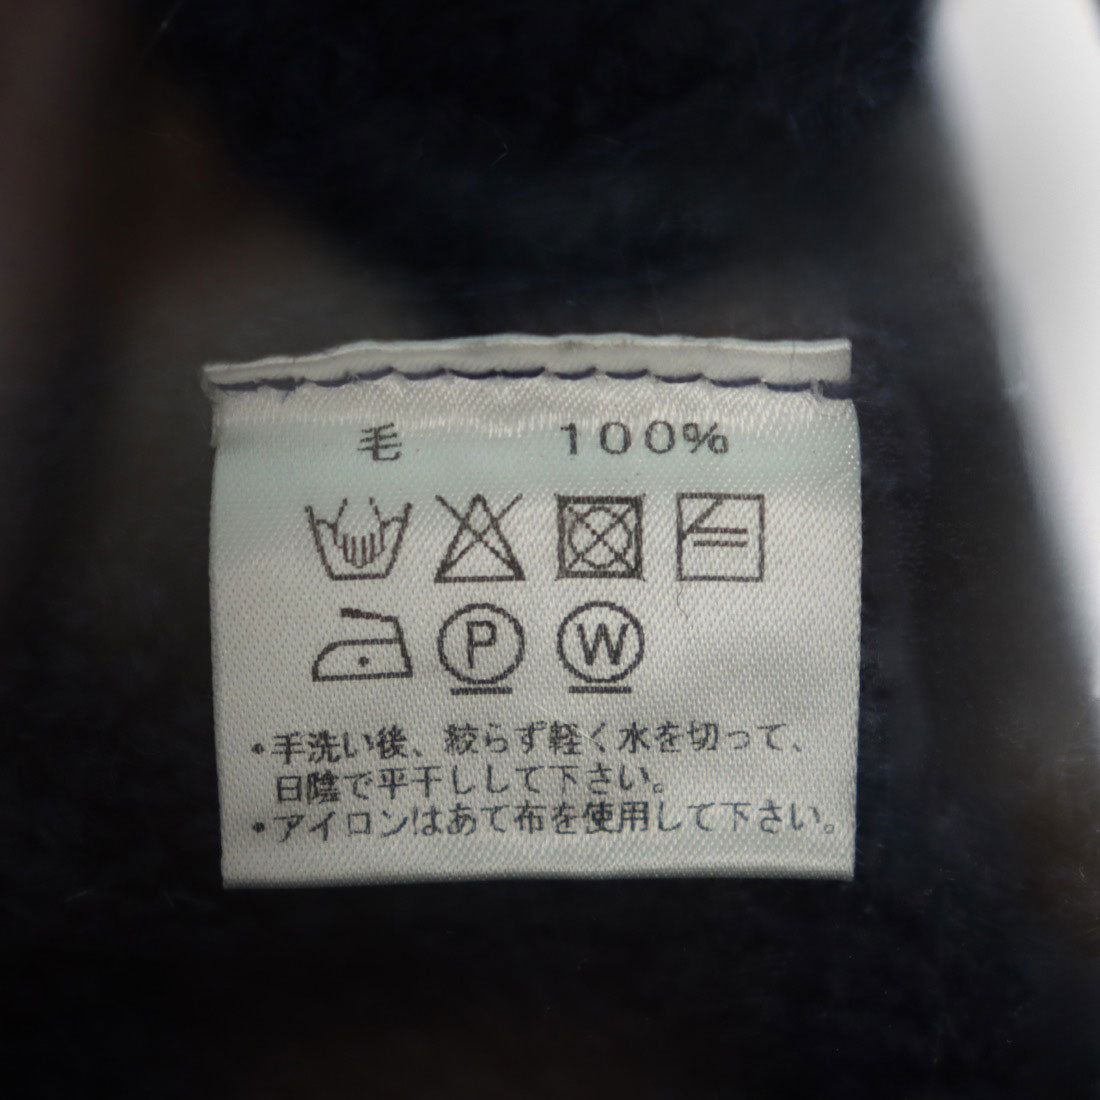 毛 100%
P W
・手洗い後、絞らず軽く水を切って、
日陰で平干しして下さい。
・アイロンはあて布を使用して下さい。